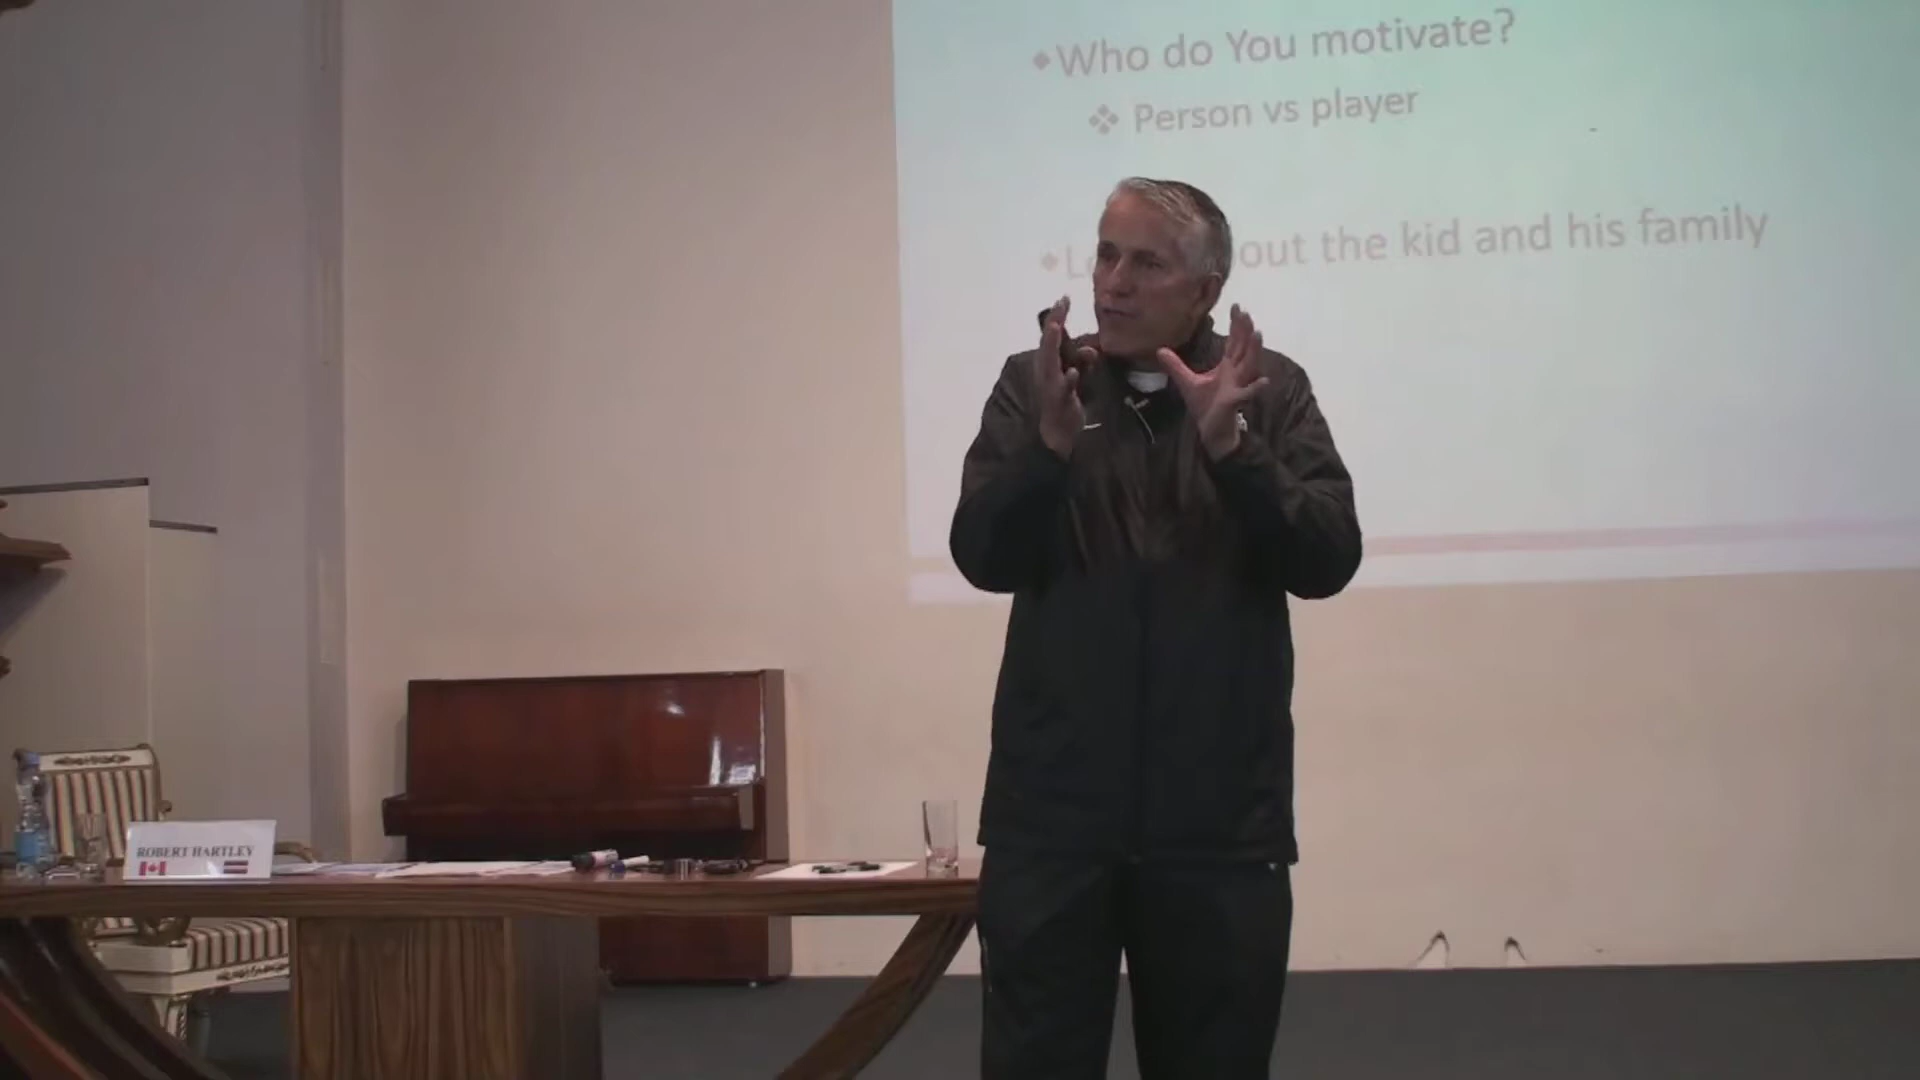 •Who do You motivate?
❖ Person vs player
out the kid and his family
ROBERT HARTLEY